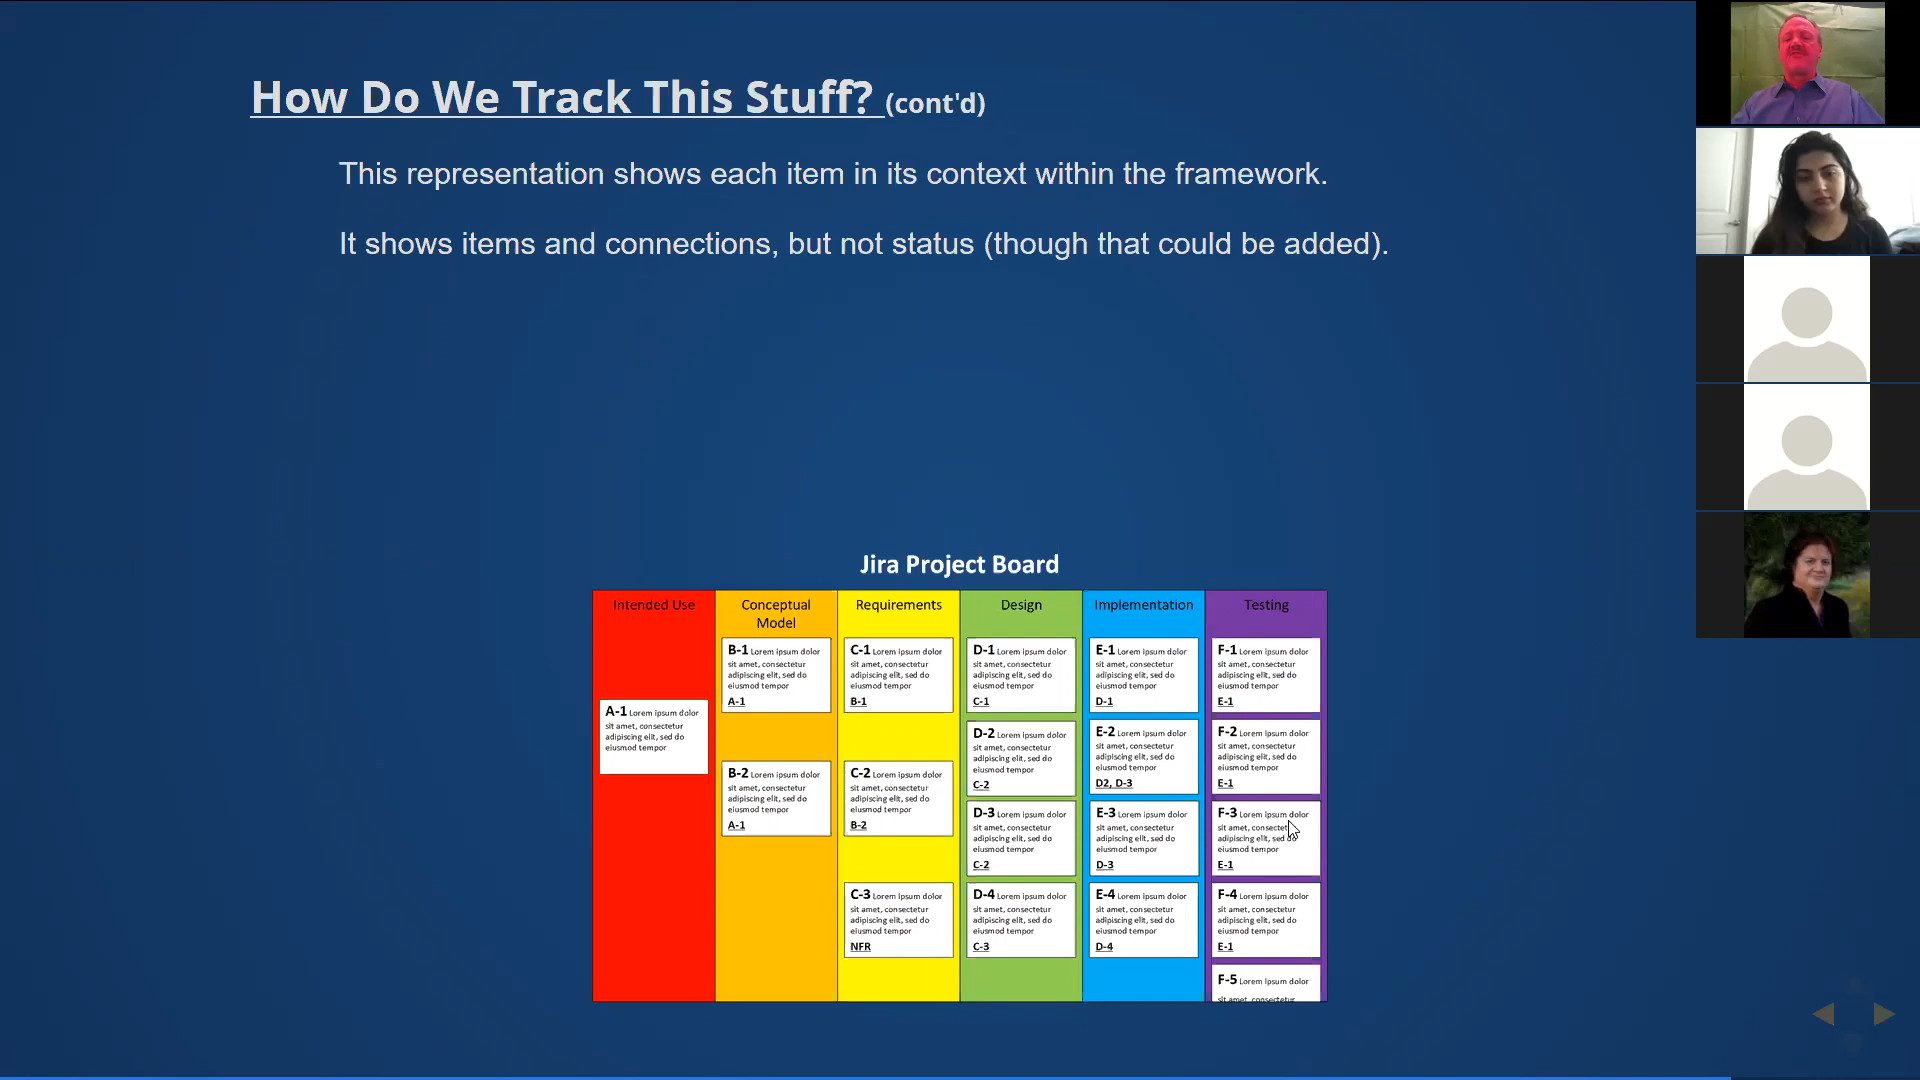 How Do We Track This Stuff? (cont'd)
This representation shows each item in its context within the framework.
It shows items and connections, but not status (though that could be added).
Jira Project Board
Intended Use
A-1 Lorem ipsum dolor
sit amet, consectetur
adipiscing elit, sed do
eiusmod tempor
Conceptual
Model
B-1 Lorem ipsum dolor
sit amet, consectetur
adipiscing elit, sed do
eiusmod tempor
A-1
B-2 Lorem ipsum dolor
sit amet, consectetur
adipiscing elit, sed do
eiusmod tempor
A-1
Requirements
C-1 Lorem ipsum dolor
sit amet, consectetur
adipiscing elit, sed do
eiusmod tempor
B-1
C-2 Lorem ipsum dolor
sit amet, consectetur
adipiscing elit, sed do
eiusmod tempor
B-2
C-3 Lorem ipsum dolor
sit amet, consectetur
adipiscing elit, sed do
eiusmod tempor
NFR
Design
D-1 Lorem ipsum dolor
sit amet, consectetur
adipiscing elit, sed do
eiusmod tempor
C-1
D-2 Lorem ipsum dolor
sit amet, consectetur
adipiscing elit, sed do
eiusmod tempor
C-2
D-3 Lorem ipsum dolor
sit amet, consectetur
adipiscing elit, sed do
eiusmod tempor
C-2
D-4 Lorem ipsum dolor
sit amet, consectetur
adipiscing elit, sed do
eiusmod tempor
C-3
Implementation
E-1 Lorem ipsum dolor
sit amet, consectetur
adipiscing elit, sed do
eiusmod tempor
D-1
E-2 Lorem ipsum dolor
sit amet, consectetur
adipiscing elit, sed do
eiusmod tempor
D2, D-3
E-3 Lorem ipsum dolor
sit amet, consectetur
adipiscing elit, sed do
eiusmod tempor
D-3
E-4 Lorem ipsum dolor
sit amet, consectetur
adipiscing elit, sed do
eiusmod tempor
D-4
Testing
F-1 Lorem ipsum dolor
sit amet, consectetur
adipiscing elit, sed do
eiusmod tempor
E-1
F-2 Lorem ipsum dolor
sit amet, consectetur
adipiscing elit, sed do
eiusmod tempor
E-1
F-3 Lorem ipsum dolor
sit amet, consectetur
adipiscing elit, sed do
eiusmod tempor
E-1
F-4 Lorem ipsum dolor
sit amet, consectetur
adipiscing elit, sed do
eiusmod tempor
E-1
F-5 Lorem ipsum dolor
sit amet, consectetur